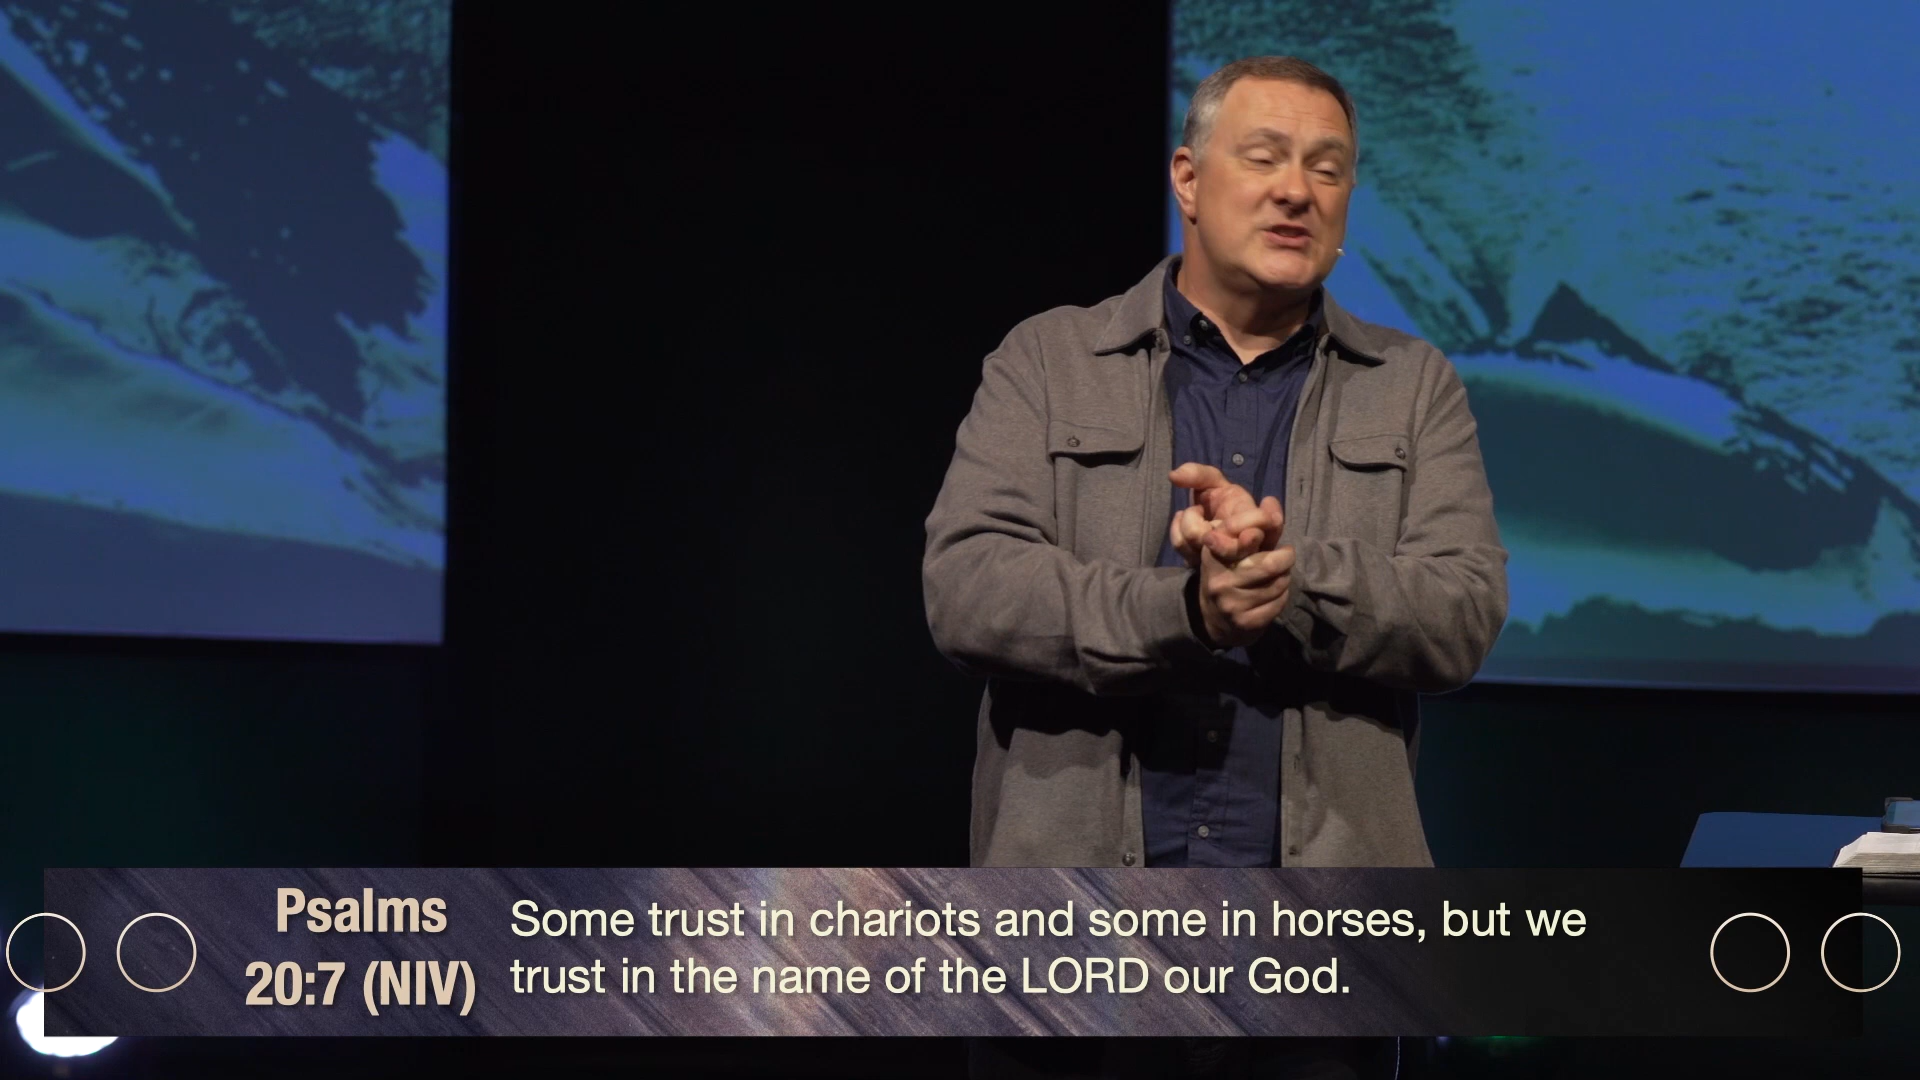 Psalms
20:7 (NIV)
Some trust in chariots and some in horses, but we
trust in the name of the LORD our God.